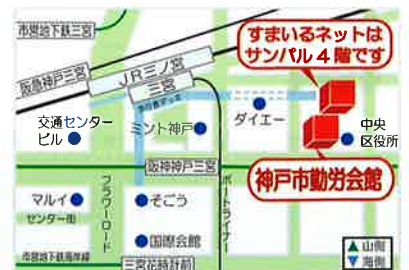 市営地下鉄三宮
すまいるネットは
サンパル4階です
阪急神戸三宮
JR三ノ宮
三宮
歩行者デッキ
交通センター
ビル
ミント神戸
ダイエー
中央
区役所
阪神神戸三宮
神戸市勤労会館
マルイ
センター街
フラワーロード
そごう
ポートライナー
国際会館
市営地下鉄海岸線
三宮花時計前
▲山側
▼海側